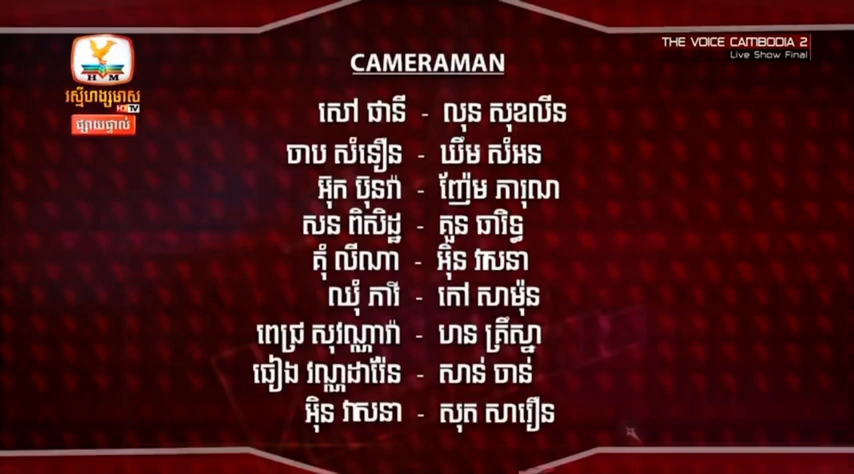 THE VOICE CAMBODIA 2
Live Show Final
HM
រស្មីហង្សមាស
HDTV
ផ្សាយផ្ទាល់
CAMERAMAN
សៅ ផានី - លុន សុខលីន
ចាប សំនឿន - ឃឹម សំអន
អ៊ុក ប៊ុនវ៉ា - ញ៉ែម ភារុណ
សន ពិសិដ្ឋ - តួន ឆារិទ្ធ
គុំ លីណា - អ៊ិន វាសនា
ឈុំ ភារី - កៅ សាម៉ុន
ពេជ្រ សុវណ្ណារ៉ា - ហន គ្រឹស្នា
ជៀង វណ្ណដារ៉ែន - សាន់ ចាន់
អ៊ិន វាសនា - សុត សារឿន